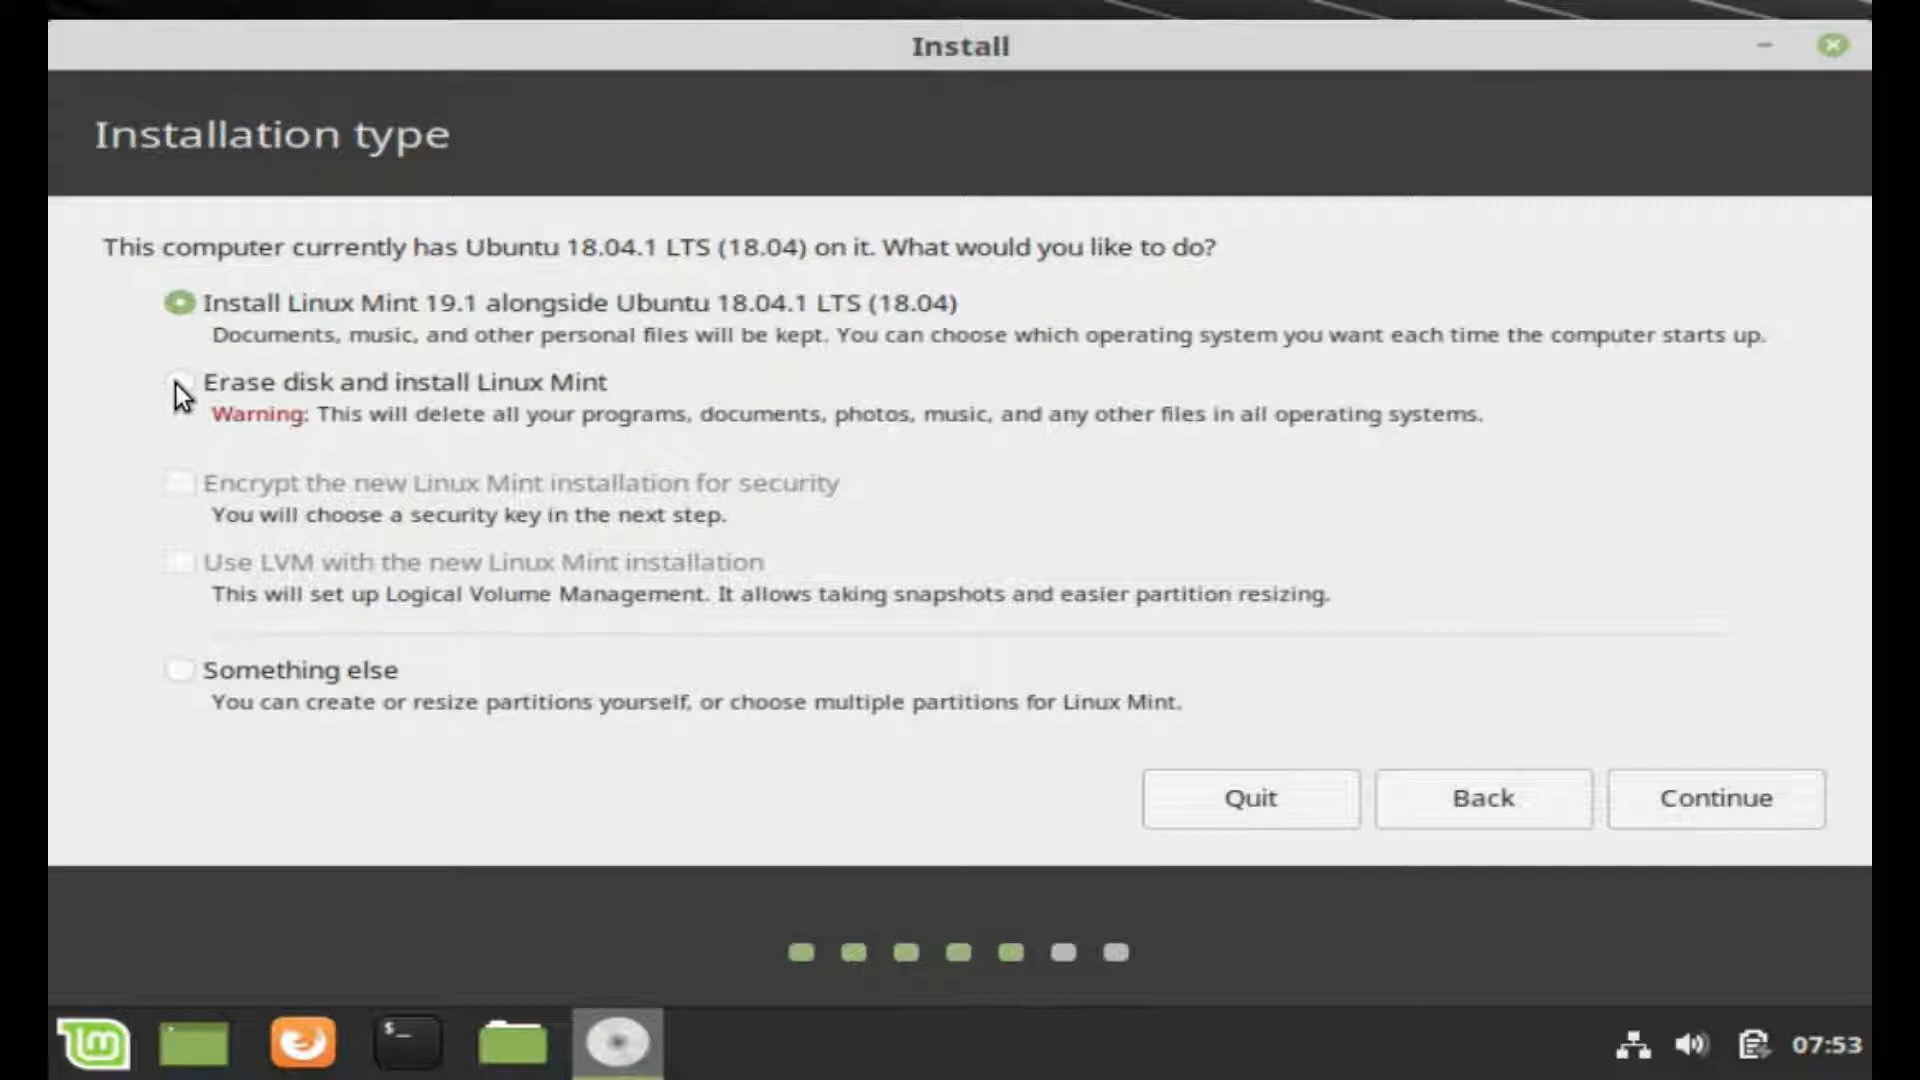 Install
Installation type
This computer currently has Ubuntu 18.04.1 LTS (18.04) on it. What would you like to do?
Install Linux Mint 19.1 alongside Ubuntu 18.04.1 LTS (18.04)
Documents, music, and other personal files will be kept. You can choose which operating system you want each time the computer starts up.
Erase disk and install Linux Mint
Warning: This will delete all your programs, documents, photos, music, and any other files in all operating systems.
Encrypt the new Linux Mint installation for security
You will choose a security key in the next step.
Use LVM with the new Linux Mint installation
This will set up Logical Volume Management. It allows taking snapshots and easier partition resizing.
Something else
You can create or resize partitions yourself, or choose multiple partitions for Linux Mint.
Quit Back Continue
$_
07:53